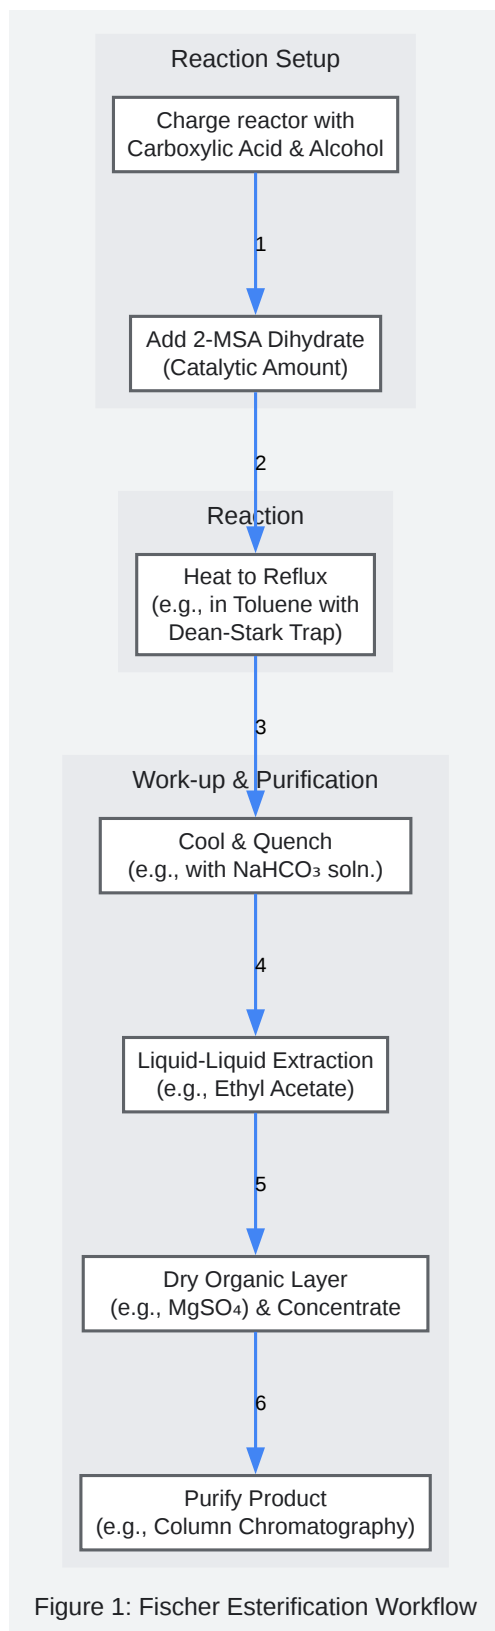 Reaction Setup
Charge reactor with
Carboxylic Acid & Alcohol
1
Add 2-MSA Dihydrate
(Catalytic Amount)
2
Reaction
Heat to Reflux
(e.g., in Toluene with
Dean-Stark Trap)
3
Work-up & Purification
Cool & Quench
(e.g., with NaHCO₃ soln.)
4
Liquid-Liquid Extraction
(e.g., Ethyl Acetate)
5
Dry Organic Layer
(e.g., MgSO₄) & Concentrate
6
Purify Product
(e.g., Column Chromatography)
Figure 1: Fischer Esterification Workflow